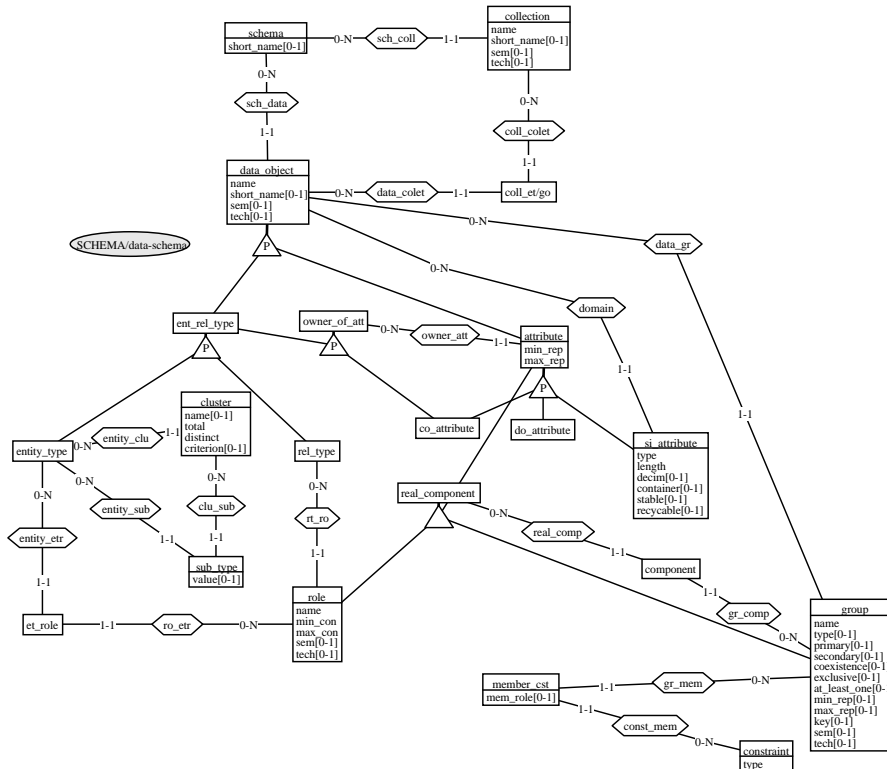 schema
short_name[0-1]
0-N
sch_coll
1-1
collection
name
short_name[0-1]
sem[0-1]
tech[0-1]
0-N
sch_data
1-1
0-N
coll_colet
1-1
data_object
name
short_name[0-1]
sem[0-1]
tech[0-1]
0-N
data_colet
1-1
coll_et/go
0-N
data_gr
SCHEMA/data-schema
P
0-N
domain
ent_rel_type
owner_of_att
0-N
owner_att
1-1
attribute
min_rep
max_rep
P
P
P
1-1
1-1
cluster
name[0-1]
total
distinct
criterion[0-1]
entity_type
0-N
entity_clu
1-1
rel_type
co_attribute
do_attribute
si_attribute
type
length
decim[0-1]
container[0-1]
stable[0-1]
recycable[0-1]
0-N
0-N
entity_sub
0-N
clu_sub
0-N
rt_ro
real_component
0-N
real_comp
entity_etr
1-1
1-1
1-1
1-1
component
1-1
sub_type
value[0-1]
1-1
gr_comp
0-N
et_role
1-1
ro_etr
0-N
role
name
min_con
max_con
sem[0-1]
tech[0-1]
group
name
type[0-1]
primary[0-1]
secondary[0-1]
coexistence[0-1]
exclusive[0-1]
at_least_one[0-
min_rep[0-1]
max_rep[0-1]
key[0-1]
sem[0-1]
tech[0-1]
member_cst
mem_role[0-1]
1-1
gr_mem
0-N
1-1
const_mem
0-N
constraint
type